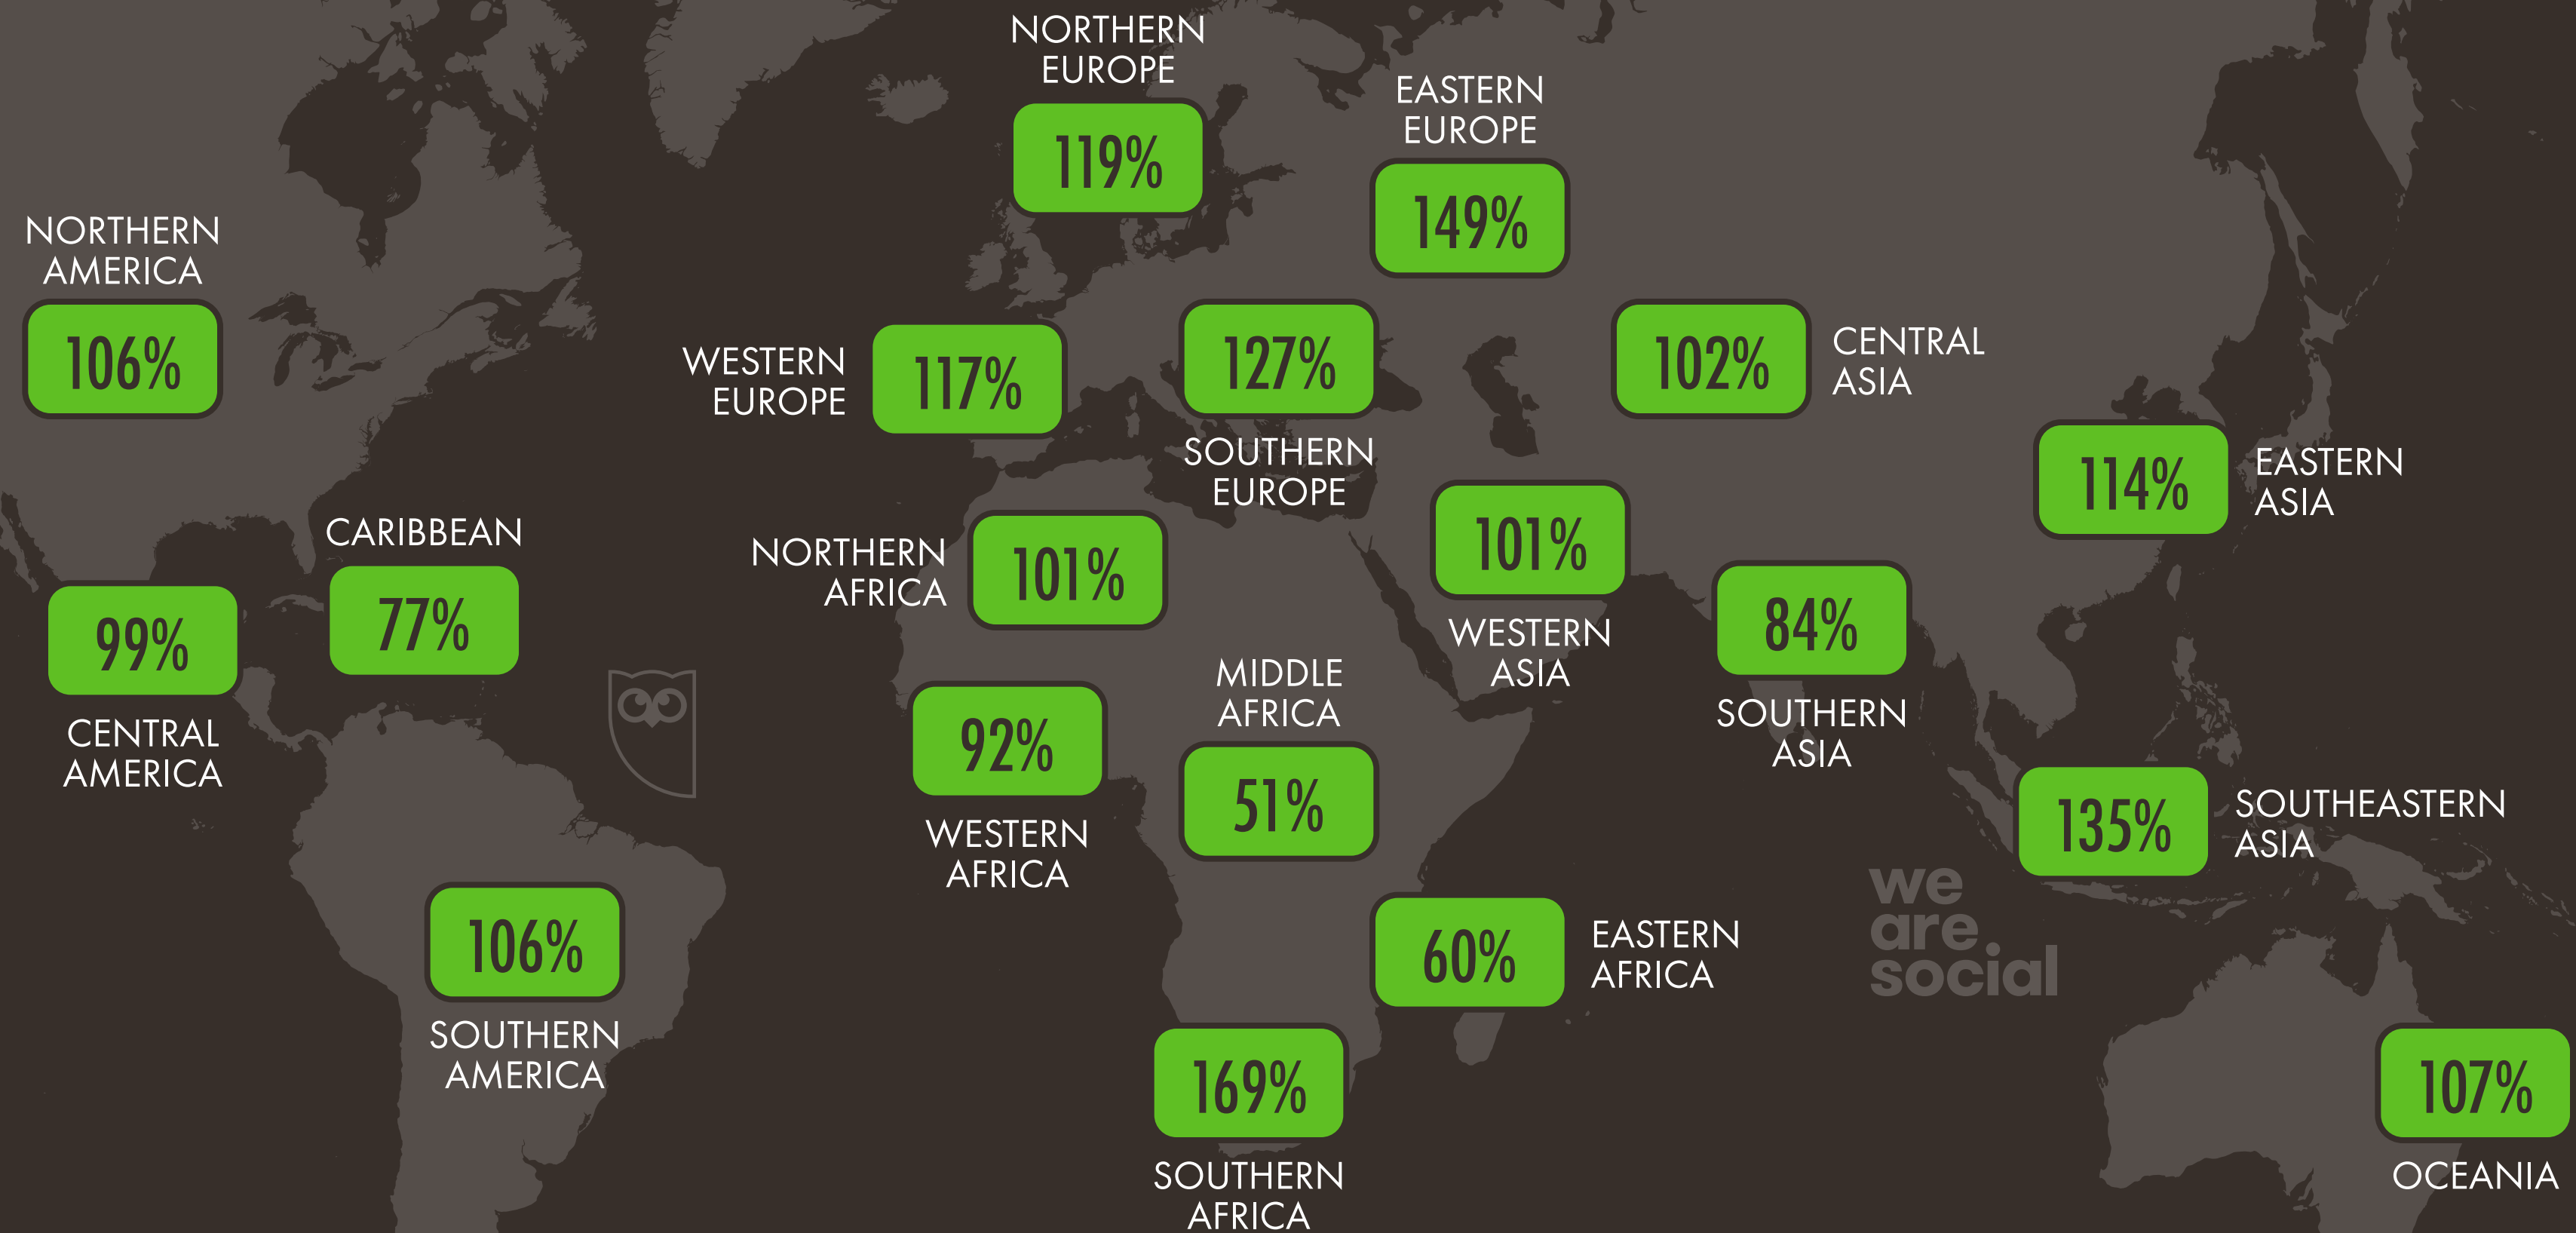 NORTHERN
EUROPE
119%
EASTERN
EUROPE
149%
NORTHERN
AMERICA
106%
WESTERN
EUROPE
117%
127%
SOUTHERN
EUROPE
102%
CENTRAL
ASIA
114%
EASTERN
ASIA
CARIBBEAN
77%
99%
CENTRAL
AMERICA
NORTHERN
AFRICA
101%
101%
WESTERN
ASIA
84%
SOUTHERN
ASIA
92%
WESTERN
AFRICA
MIDDLE
AFRICA
51%
135%
SOUTHEASTERN
ASIA
106%
SOUTHERN
AMERICA
60%
EASTERN
AFRICA
we
are
social
169%
SOUTHERN
AFRICA
107%
OCEANIA